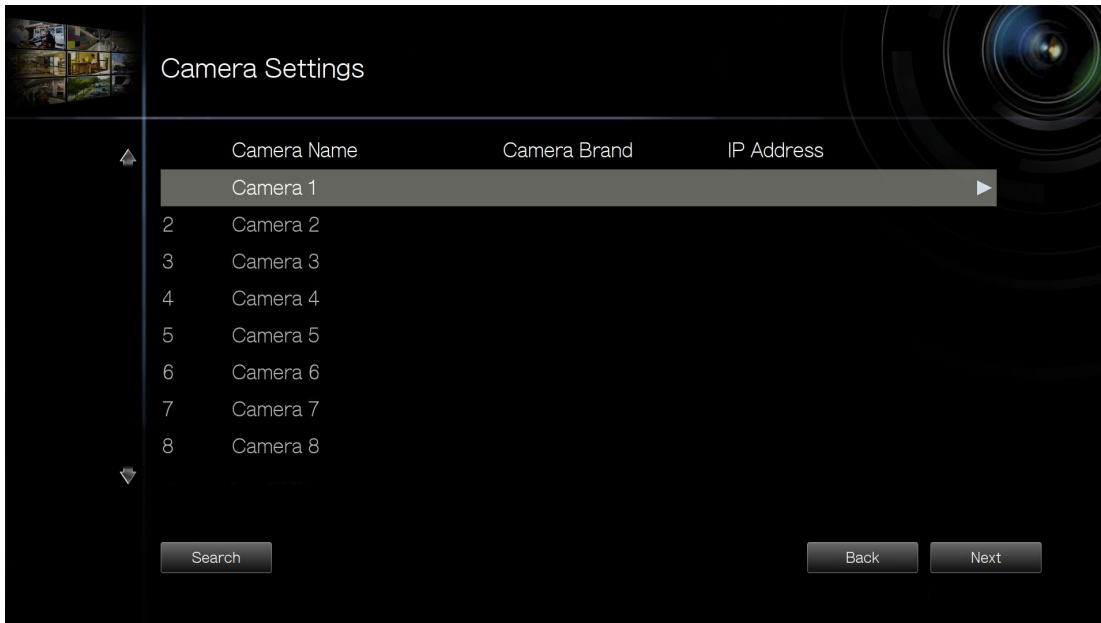 Camera Settings
Camera Name Camera Brand IP Address
Camera 1
2 Camera 2
3 Camera 3
4 Camera 4
5 Camera 5
6 Camera 6
7 Camera 7
8 Camera 8
Search Back Next